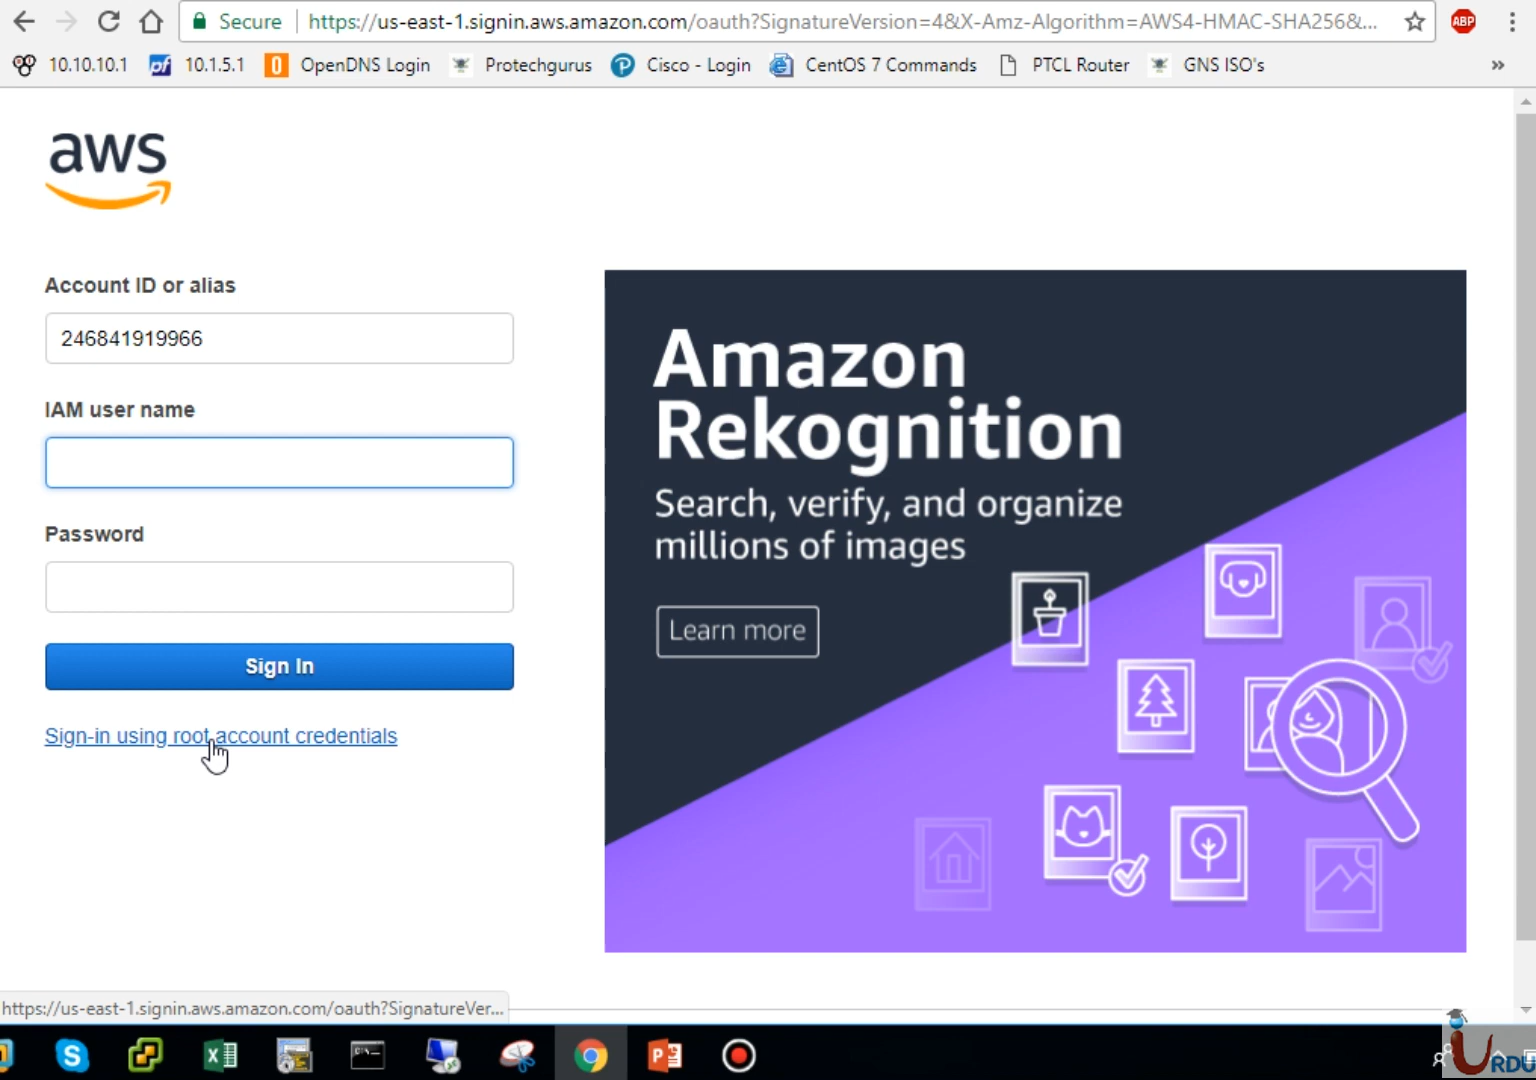 Secure https://us-east-1.signin.aws.amazon.com/oauth?SignatureVersion=4&X-Amz-Algorithm=AWS4-HMAC-SHA256&... ABP
10.10.10.1 pf 10.1.5.1 OpenDNS Login Protechgurus Cisco - Login CentOS 7 Commands PTCL Router GNS ISO's »
aws
Account ID or alias
246841919966
IAM user name
Password
Sign In
Sign-in using root account credentials
Amazon
Rekognition
Search, verify, and organize
millions of images
Learn more
https://us-east-1.signin.aws.amazon.com/oauth?SignatureVer...
URDU